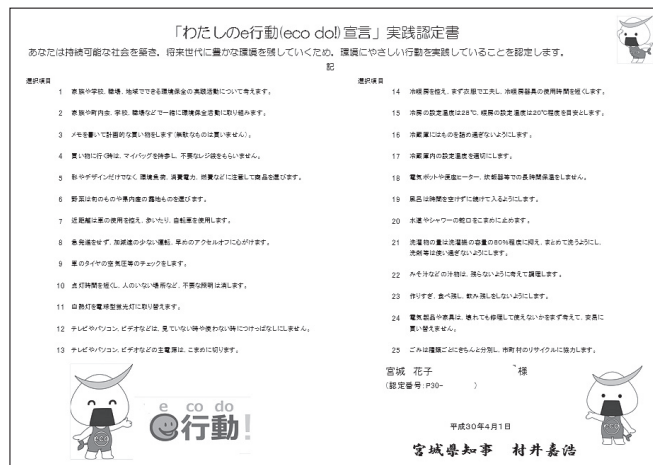 「わたしのe行動(eco do!)宣言」実践認定書
あなたは持続可能な社会を築き、将来世代に豊かな環境を残していくため、環境にやさしい行動を実践していることを認定します。
記
選択項目
1 家族や学校、職場、地域でできる環境保全の実践活動について考えます。
2 家族や町内会、学校、職場などで一緒に環境保全活動に取り組みます。
3 メモを書いて計画的な買い物をします(無駄なものは買いません)。
4 買い物に行く時は、マイバッグを持参し、不要なレジ袋をもらいません。
5 形やデザインだけでなく、環境負荷、消費電力、燃費などに注意して商品を選びます。
6 野菜は旬のものや県内産の露地ものを選びます。
7 近距離は車の使用を控え、歩いたり、自転車を使用します。
8 急発進をせず、加減速の少ない運転、早めのアクセルオフに心がけます。
9 車のタイヤの空気圧等のチェックをします。
10 点灯時間を短くし、人のいない場所など、不要な照明は消します。
11 白熱灯を電球型蛍光灯に取り替えます。
12 テレビやパソコン、ビデオなどは、見ていない時や使わない時につけっぱなしにしません。
13 テレビやパソコン、ビデオなどの主電源は、こまめに切ります。
選択項目
14 冷暖房を控え、まず衣服で工夫し、冷暖房器具の使用時間を短くします。
15 冷房の設定温度は28℃、暖房の設定温度は20℃程度を目安とします。
16 冷蔵庫にはものを詰め過ぎないようにします。
17 冷蔵庫内の設定温度を適切にします。
18 電気ポットや便座ヒーター、炊飯器等での長時間保温をしません。
19 風呂は時間を空けずに続けて入るようにします。
20 水道やシャワーの蛇口をこまめに止めます。
21 洗濯物の量は洗濯機の容量の80%程度に抑え、まとめて洗うようにし、
洗剤等は使い過ぎないようにします。
22 みそ汁などの汁物は、残らないように考えて調理します。
23 作りすぎ、食べ残し、飲み残しをしないようにします。
24 電気製品や家具は、壊れても修理して使えないかをまず考えて、安易に
買い替えません。
25 ごみは種類ごとにきちんと分別し、市町村のリサイクルに協力します。
宮城 花子 様
(認定番号:P30- )
平成30年4月1日
宮城県知事 村井嘉浩
e co do
e行動!
eco
eco